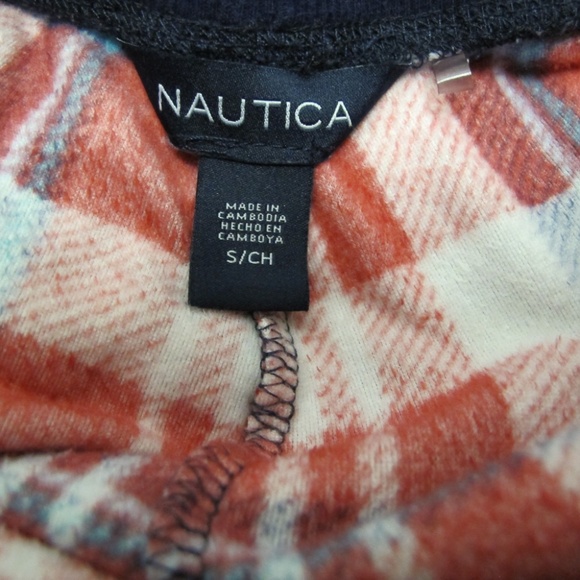 NAUTICA
MADE IN
CAMBODIA
HECHO EN
CAMBOYA
S/CH